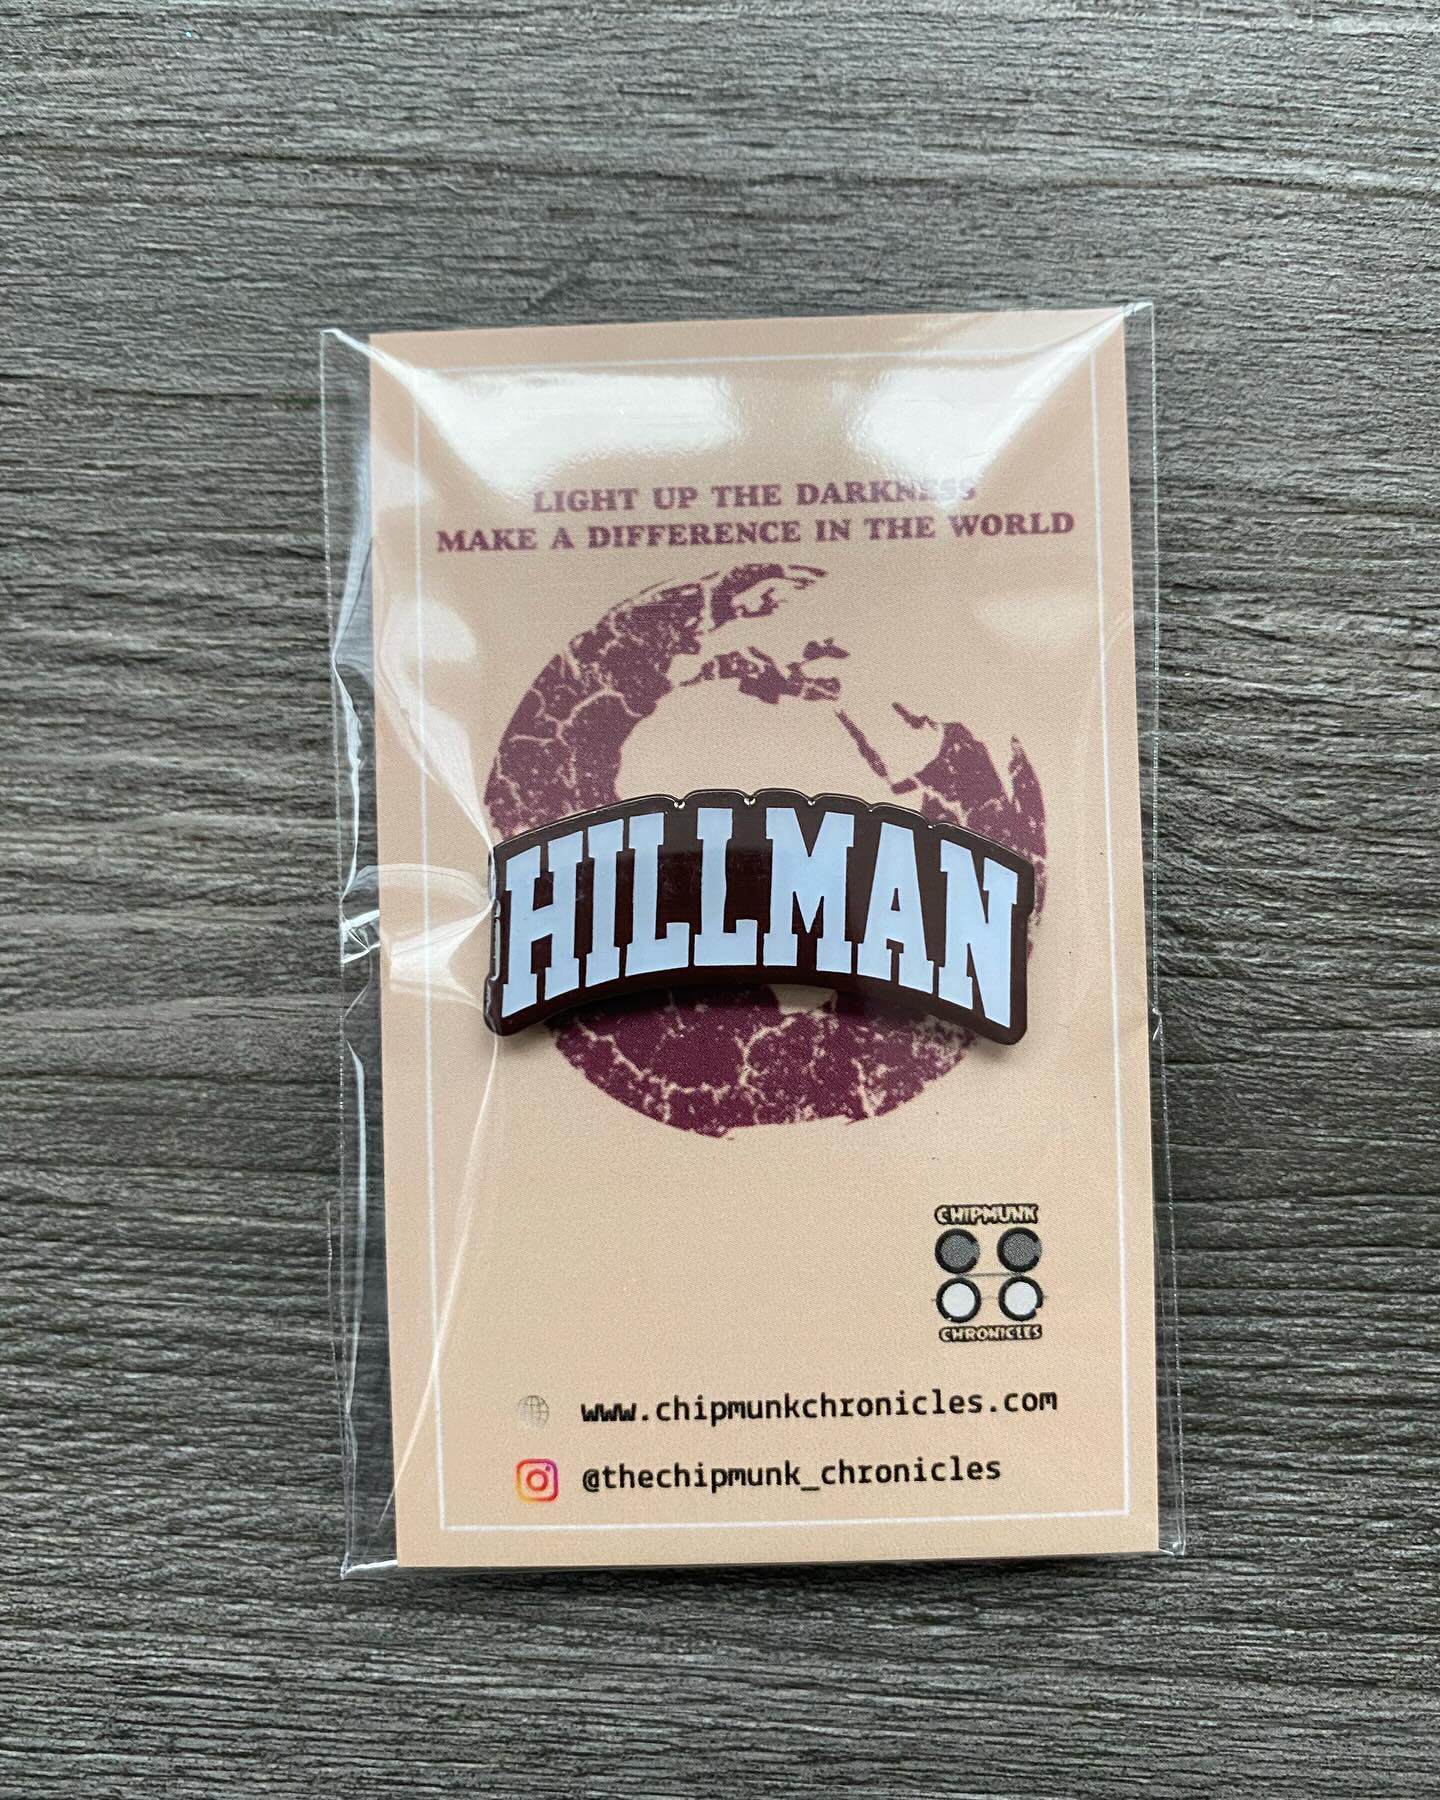 LIGHT UP THE DARKNESS
MAKE A DIFFERENCE IN THE WORLD
HILLMAN
CHIPMUNK
CHRONICLES
www.chipmunkchronicles.com
@thechipmunk_chronicles